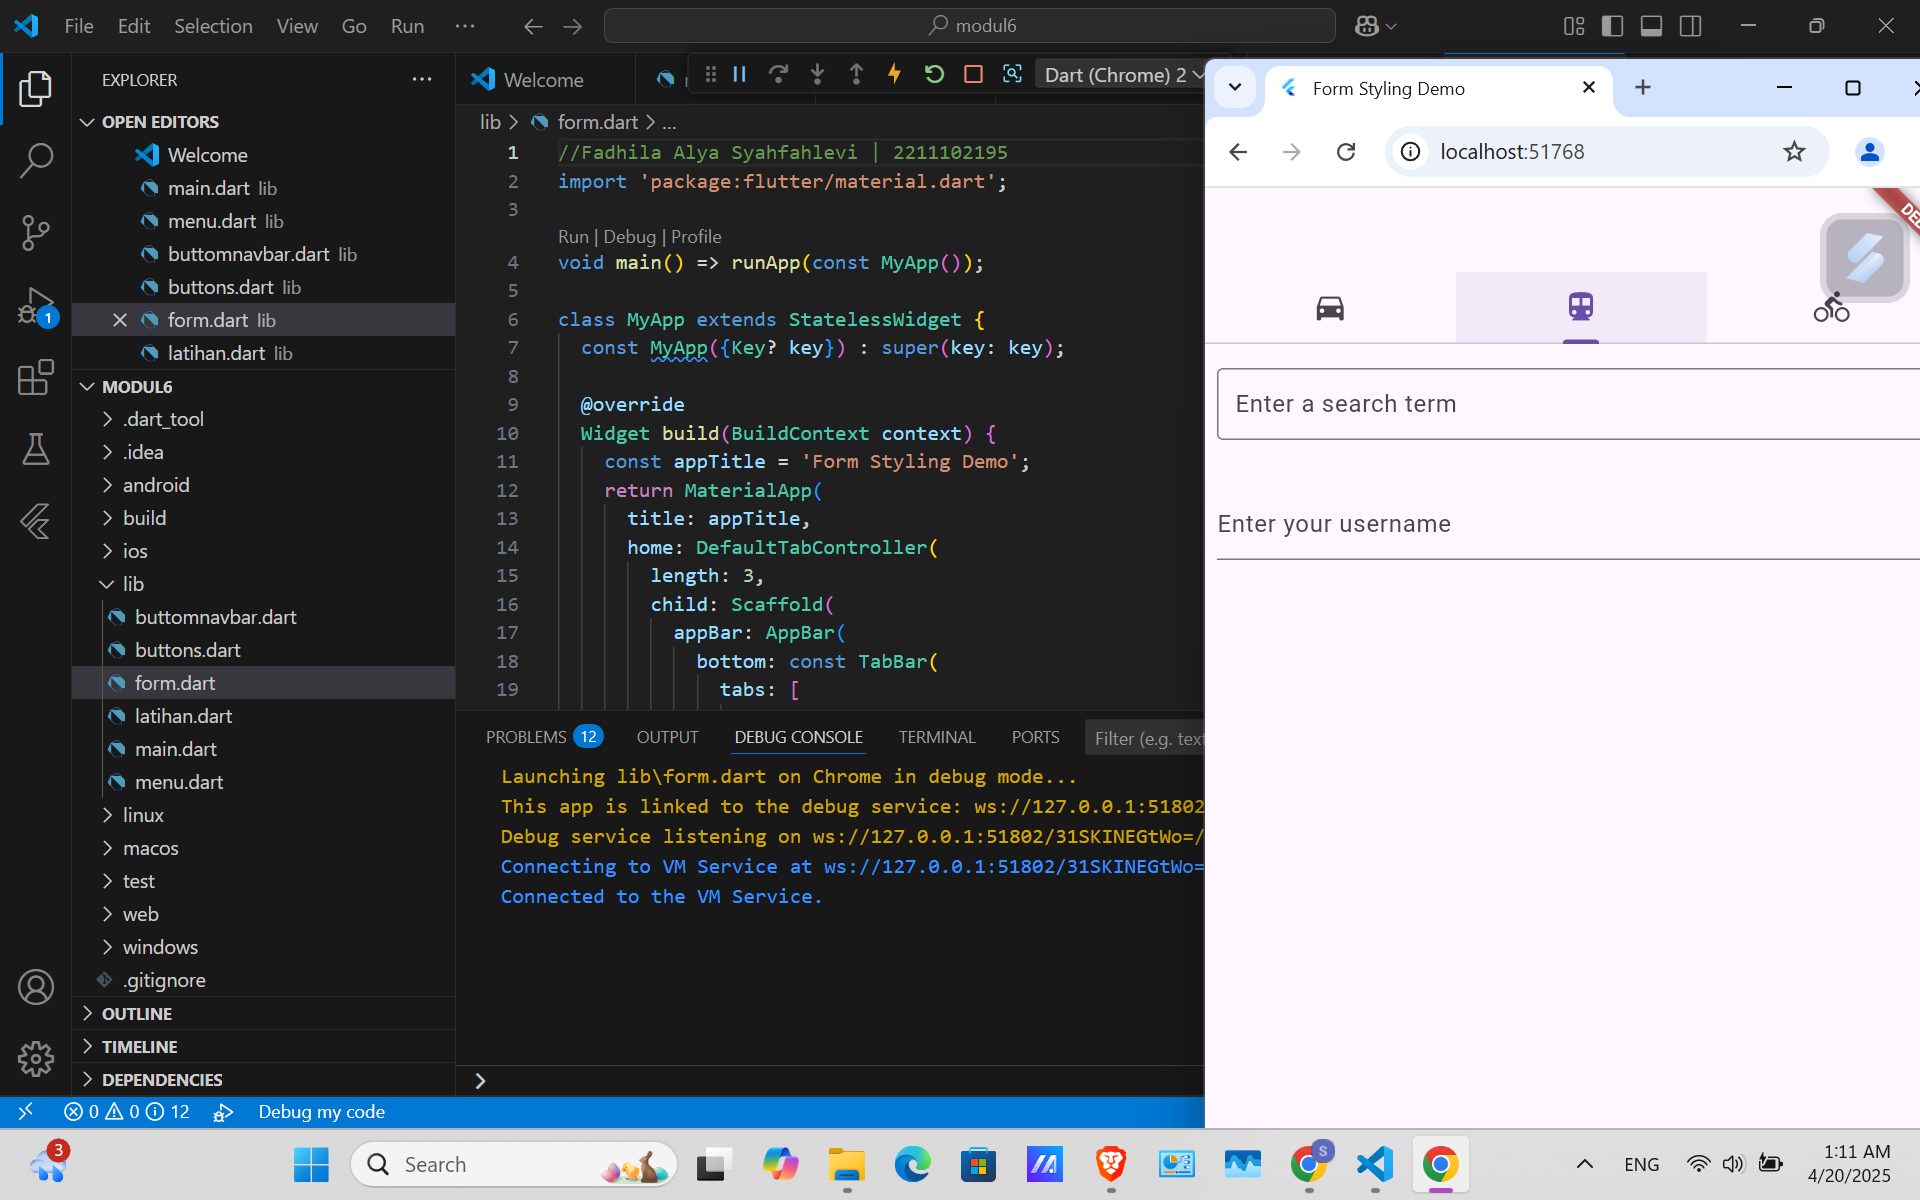 File Edit Selection View Go Run
modul6
EXPLORER
OPEN EDITORS
Welcome
main.dart lib
menu.dart lib
buttomnavbar.dart lib
buttons.dart lib
form.dart lib
latihan.dart lib
MODUL6
.dart_tool
.idea
android
build
ios
lib
buttomnavbar.dart
buttons.dart
form.dart
latihan.dart
main.dart
menu.dart
linux
macos
test
web
windows
.gitignore
OUTLINE
TIMELINE
DEPENDENCIES
1
Welcome
Dart (Chrome) 2
lib > form.dart > ...
1 //Fadhila Alya Syahfahlevi | 2211102195
2 import 'package:flutter/material.dart';
3
Run | Debug | Profile
4 void main() => runApp(const MyApp());
5
6 class MyApp extends StatelessWidget {
7 const MyApp({Key? key}) : super(key: key);
8
9 @override
10 Widget build(BuildContext context) {
11 const appTitle = 'Form Styling Demo';
12 return MaterialApp(
13 title: appTitle,
14 home: DefaultTabController(
15 length: 3,
16 child: Scaffold(
17 appBar: AppBar(
18 bottom: const TabBar(
19 tabs: [
PROBLEMS 12 OUTPUT DEBUG CONSOLE TERMINAL PORTS Filter (e.g. text
Launching lib\form.dart on Chrome in debug mode...
This app is linked to the debug service: ws://127.0.0.1:51802
Debug service listening on ws://127.0.0.1:51802/31SKINEGtWo=/
Connecting to VM Service at ws://127.0.0.1:51802/31SKINEGtWo=
Connected to the VM Service.
0 0 12 Debug my code
Form Styling Demo
localhost:51768
Enter a search term
Enter your username
3
Search
S
ENG
1:11 AM
4/20/2025